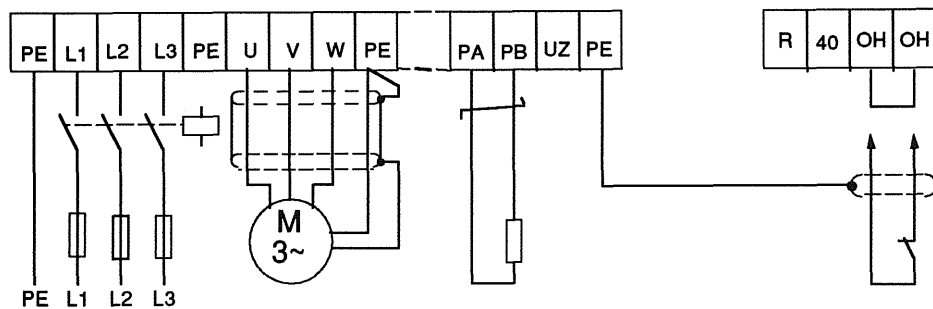 PE L1 L2 L3 PE U V W PE PA PB UZ PE R 40 OH OH
M
3~
PE L1 L2 L3